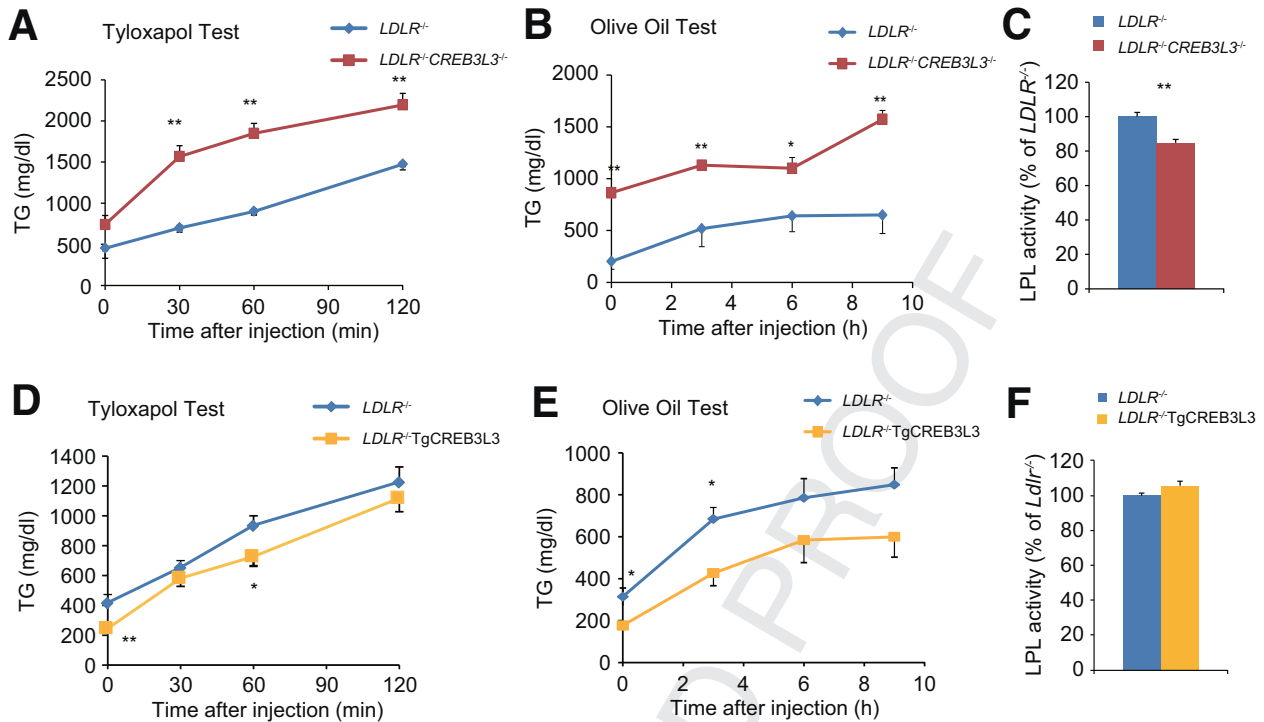 A
Tyloxapol Test
LDLR-/-
LDLR-/-CREB3L3-/-
TG (mg/dl)
2500
2000
1500
1000
500
0
**
**
**
0 30 60 90 120
Time after injection (min)
B
Olive Oil Test
LDLR-/-
LDLR-/-CREB3L3-/-
TG (mg/dl)
2000
1500
1000
500
0
**
**
*
**
0 2 4 6 8 10
Time after injection (h)
C
LDLR-/-
LDLR-/-CREB3L3-/-
LPL activity (% of LDLR-/-)
120
100
80
60
40
20
0
**
D
Tyloxapol Test
LDLR-/-
LDLR-/-TgCREB3L3
TG (mg/dl)
1400
1200
1000
800
600
400
200
0
**
*
0 30 60 90 120
Time after injection (min)
E
Olive Oil Test
LDLR-/-
LDLR-/-TgCREB3L3
TG (mg/dl)
1000
800
600
400
200
0
*
*
0 2 4 6 8 10
Time after injection (h)
F
LDLR-/-
LDLR-/-TgCREB3L3
LPL activity (% of Ldlr-/-)
120
100
80
60
40
20
0
D PROOF